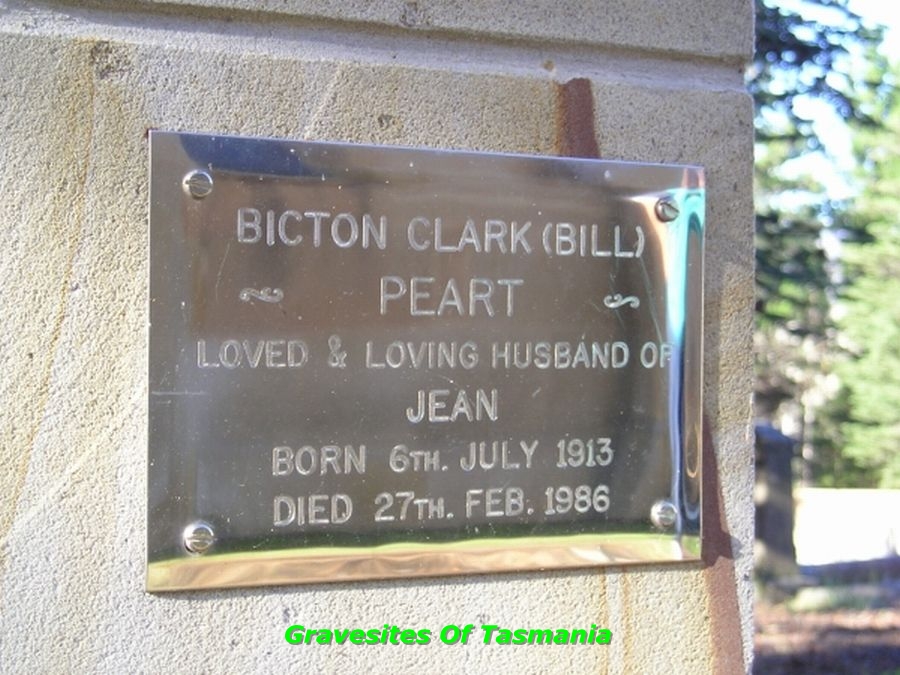 BICTON CLARK (BILL)
PEART
LOVED & LOVING HUSBAND OF
JEAN
BORN 6TH. JULY 1913
DIED 27TH. FEB. 1986
Gravesites Of Tasmania